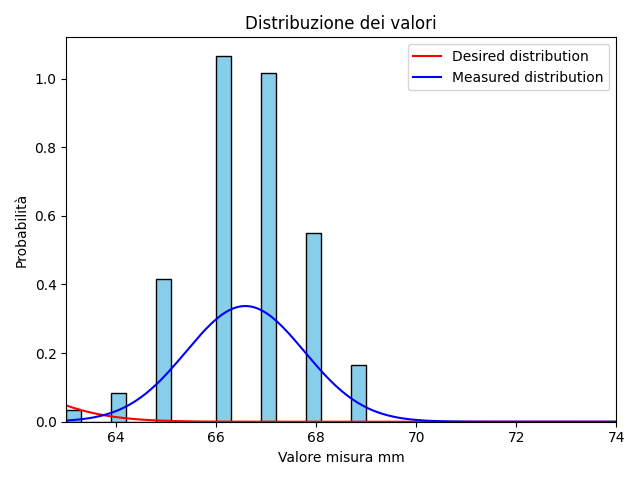 Distribuzione dei valori
Desired distribution
Measured distribution
Probabilità
1.0
0.8
0.6
0.4
0.2
0.0
64
66
68
70
72
74
Valore misura mm